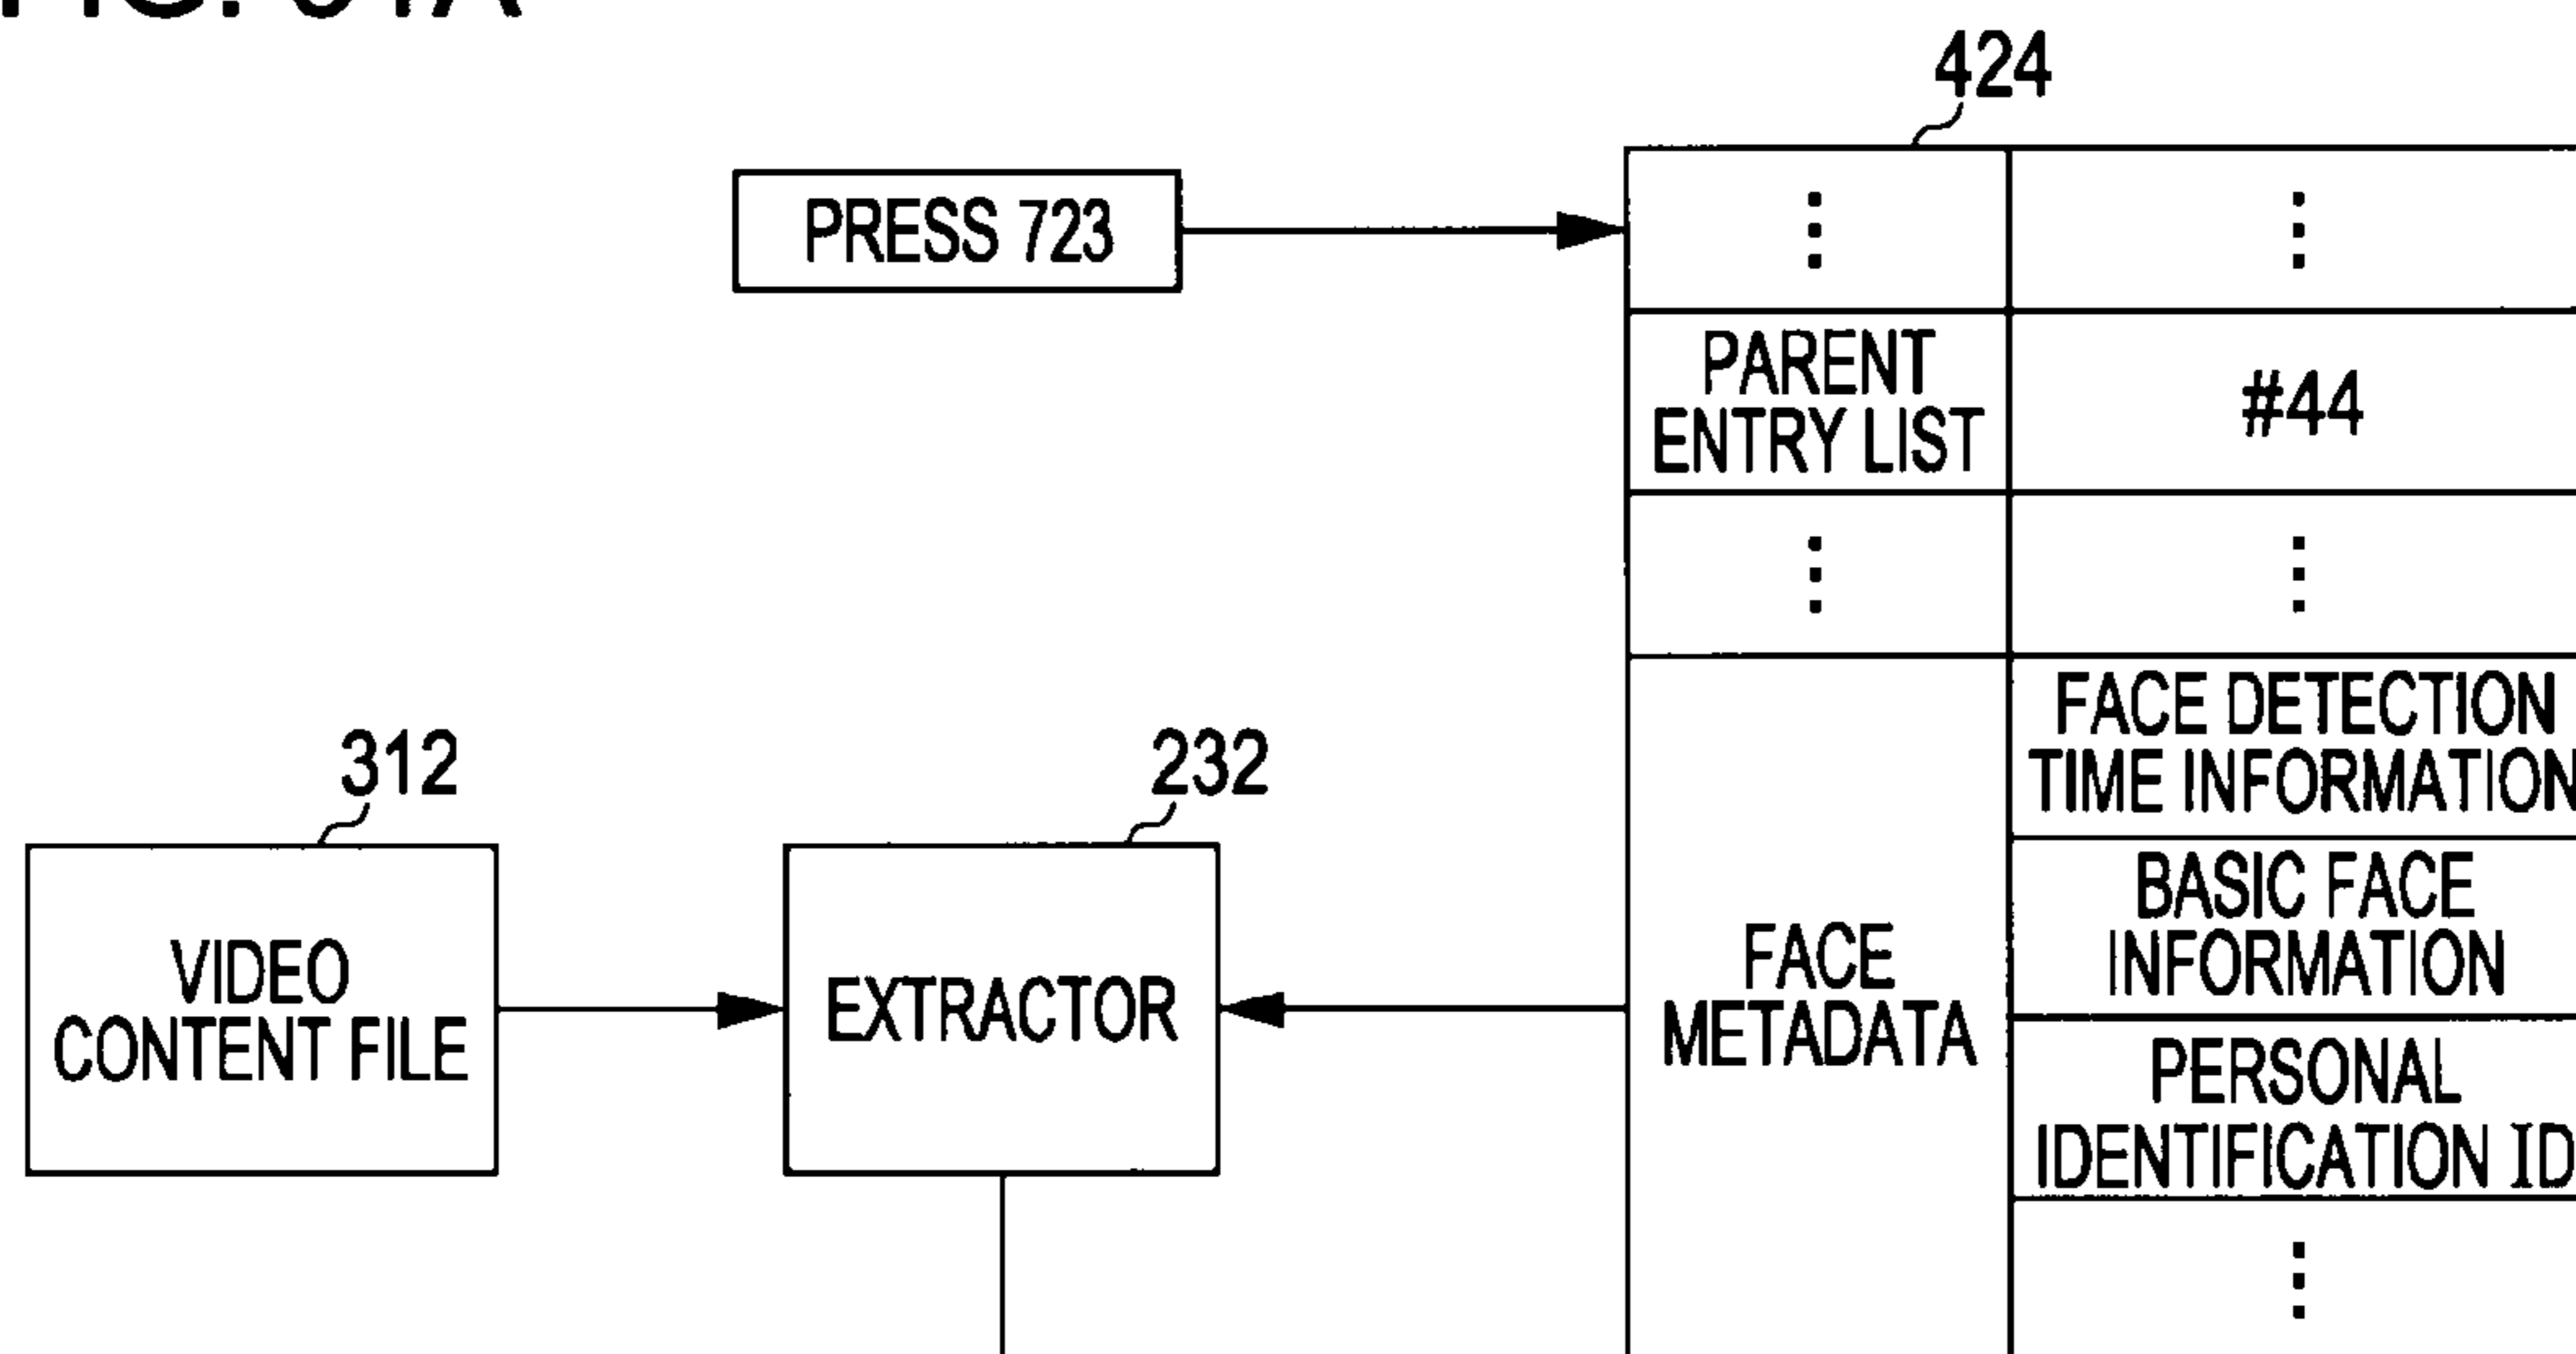 424
PRESS 723
PARENT
ENTRY LIST
#44
FACE DETECTION
TIME INFORMATION
312
232
VIDEO
CONTENT FILE
EXTRACTOR
FACE
METADATA
BASIC FACE
INFORMATION
PERSONAL
IDENTIFICATION ID